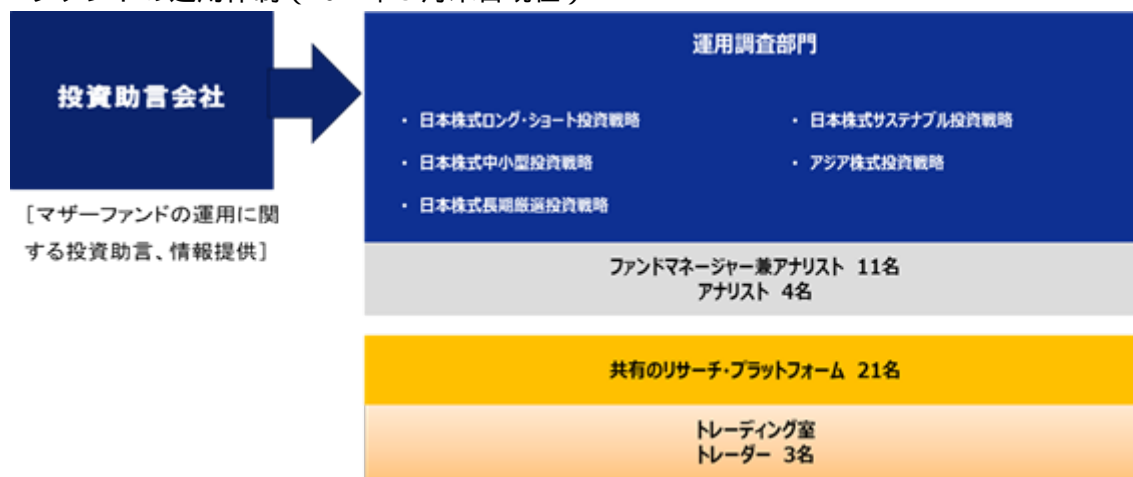 投資助言会社
[マザーファンドの運用に関
する投資助言、情報提供]
運用調査部門
・ 日本株式ロング・ショート投資戦略
・ 日本株式サステナブル投資戦略
・ 日本株式中小型投資戦略
・ アジア株式投資戦略
・ 日本株式長期厳選投資戦略
ファンドマネージャー兼アナリスト 11名
アナリスト 4名
共有のリサーチ・プラットフォーム 21名
トレーディング室
トレーダー 3名